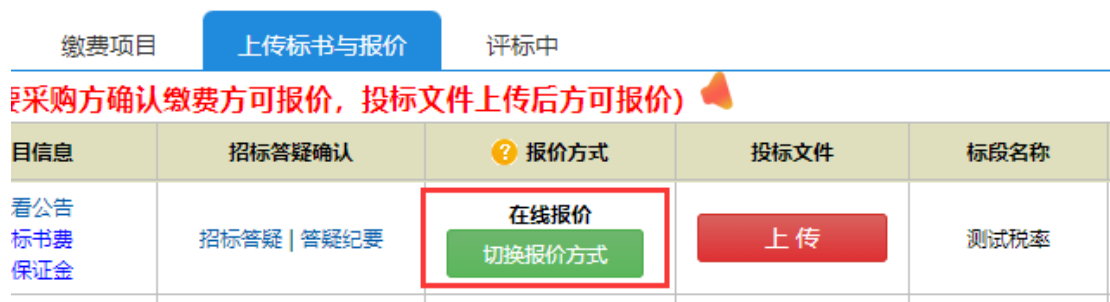 缴费项目 上传标书与报价 评标中
采购方确认缴费方可报价，投标文件上传后方可报价)
目信息 招标答疑确认 ? 报价方式 投标文件 标段名称
看公告
标书费
保证金
招标答疑 | 答疑纪要
在线报价
切换报价方式
上传
测试税率